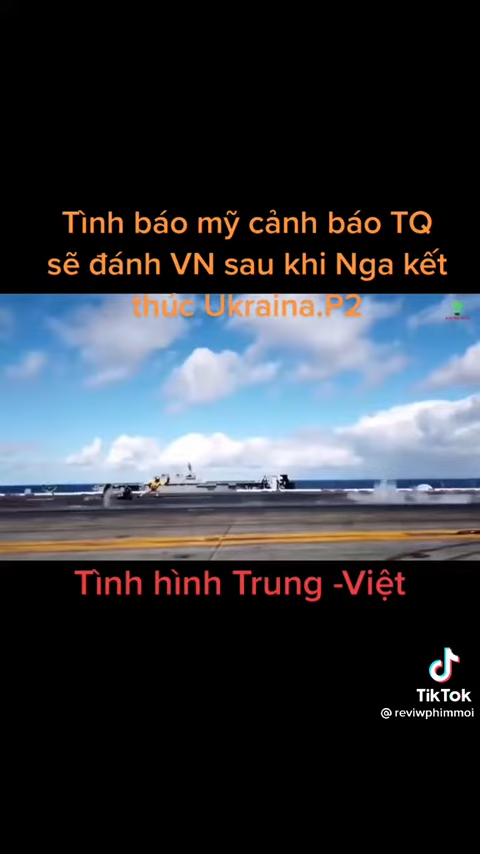 Tình báo mỹ cảnh báo TQ
sẽ đánh VN sau khi Nga kết
thúc Ukraina.P2
Tình hình Trung -Việt
TikTok
@ reviwphimmoi